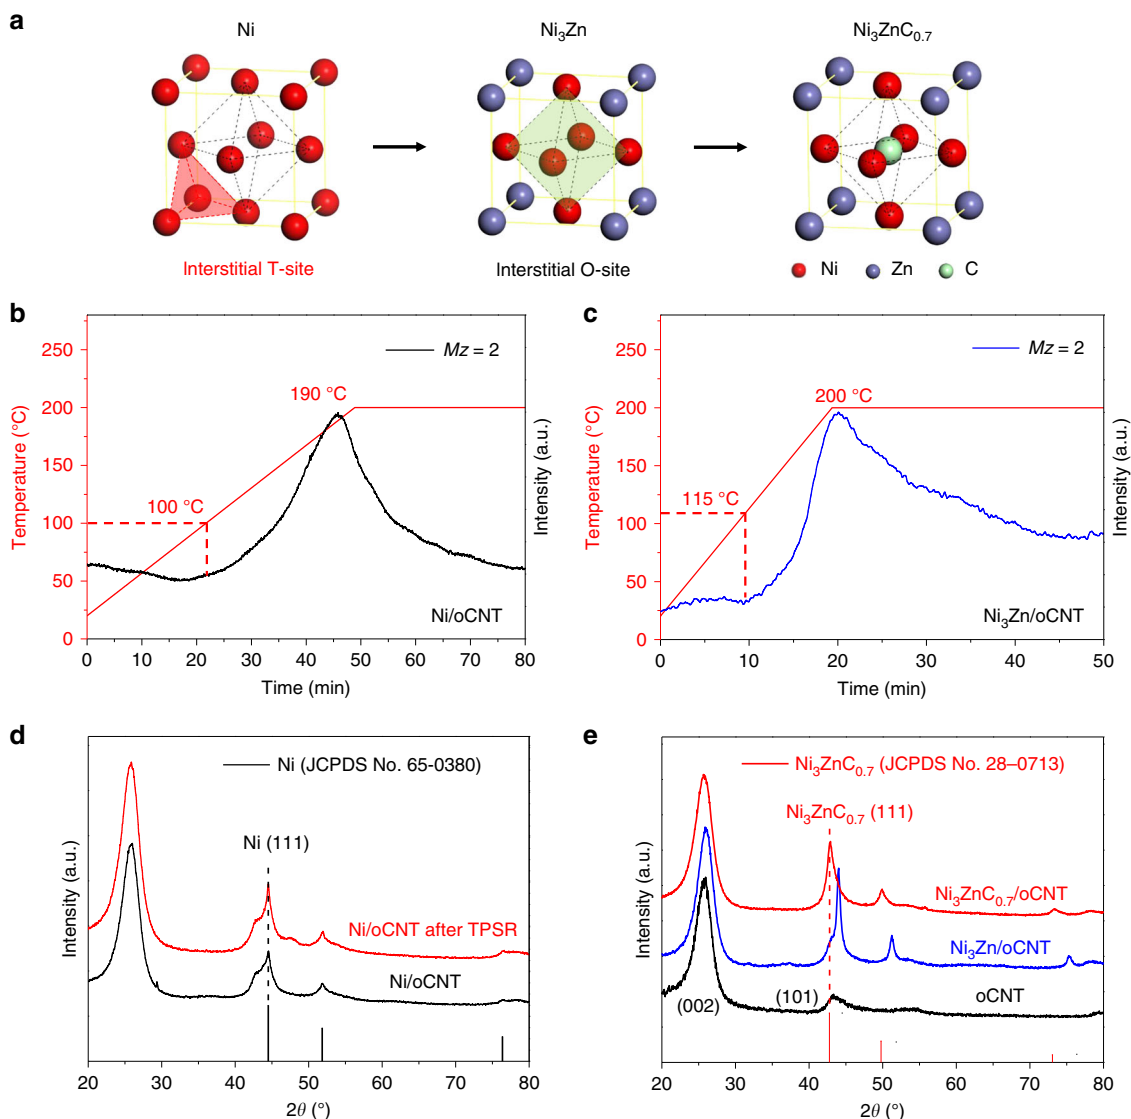 a
Ni
Ni₃Zn
Ni₃ZnC₀.₇
Interstitial T-site
Interstitial O-site
Ni
Zn
C
b
Mz = 2
250
200
150
100
50
0
190 °C
100 °C
Ni/oCNT
Temperature (°C)
Intensity (a.u.)
0 10 20 30 40 50 60 70 80
Time (min)
c
Mz = 2
250
200
150
100
50
0
200 °C
115 °C
Ni₃Zn/oCNT
Temperature (°C)
Intensity (a.u.)
0 10 20 30 40 50
Time (min)
d
Ni (JCPDS No. 65-0380)
Ni (111)
Ni/oCNT after TPSR
Ni/oCNT
Intensity (a.u.)
20 30 40 50 60 70 80
2θ (°)
e
Ni₃ZnC₀.₇ (JCPDS No. 28–0713)
Ni₃ZnC₀.₇ (111)
Ni₃ZnC₀.₇/oCNT
Ni₃Zn/oCNT
oCNT
(002)
(101)
Intensity (a.u.)
20 30 40 50 60 70 80
2θ (°)